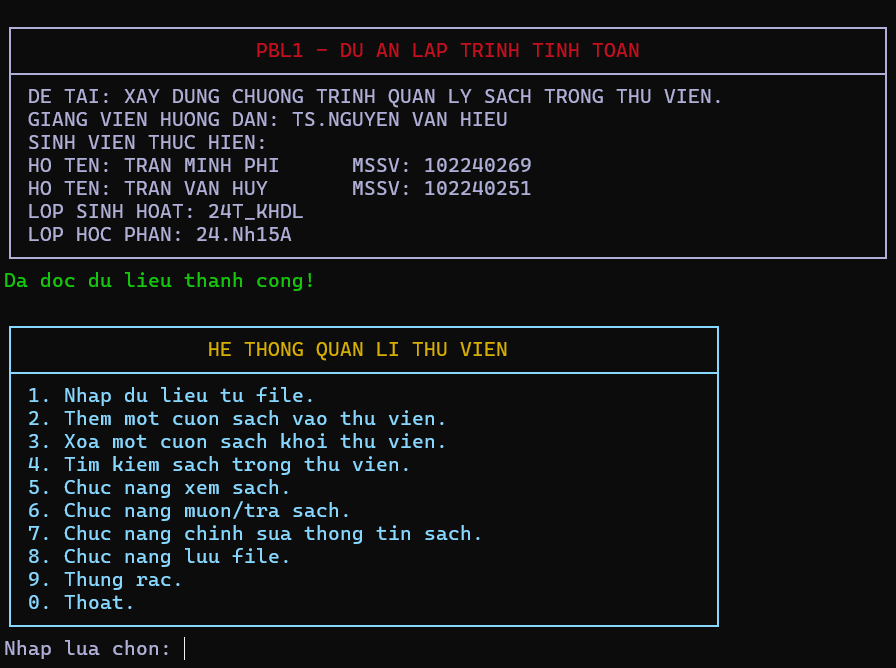 PBL1 - DU AN LAP TRINH TINH TOAN
DE TAI: XAY DUNG CHUONG TRINH QUAN LY SACH TRONG THU VIEN.
GIANG VIEN HUONG DAN: TS.NGUYEN VAN HIEU
SINH VIEN THUC HIEN:
HO TEN: TRAN MINH PHI      MSSV: 102240269
HO TEN: TRAN VAN HUY       MSSV: 102240251
LOP SINH HOAT: 24T_KHDL
LOP HOC PHAN: 24.Nh15A
Da doc du lieu thanh cong!
HE THONG QUAN LI THU VIEN
1. Nhap du lieu tu file.
2. Them mot cuon sach vao thu vien.
3. Xoa mot cuon sach khoi thu vien.
4. Tim kiem sach trong thu vien.
5. Chuc nang xem sach.
6. Chuc nang muon/tra sach.
7. Chuc nang chinh sua thong tin sach.
8. Chuc nang luu file.
9. Thung rac.
0. Thoat.
Nhap lua chon: